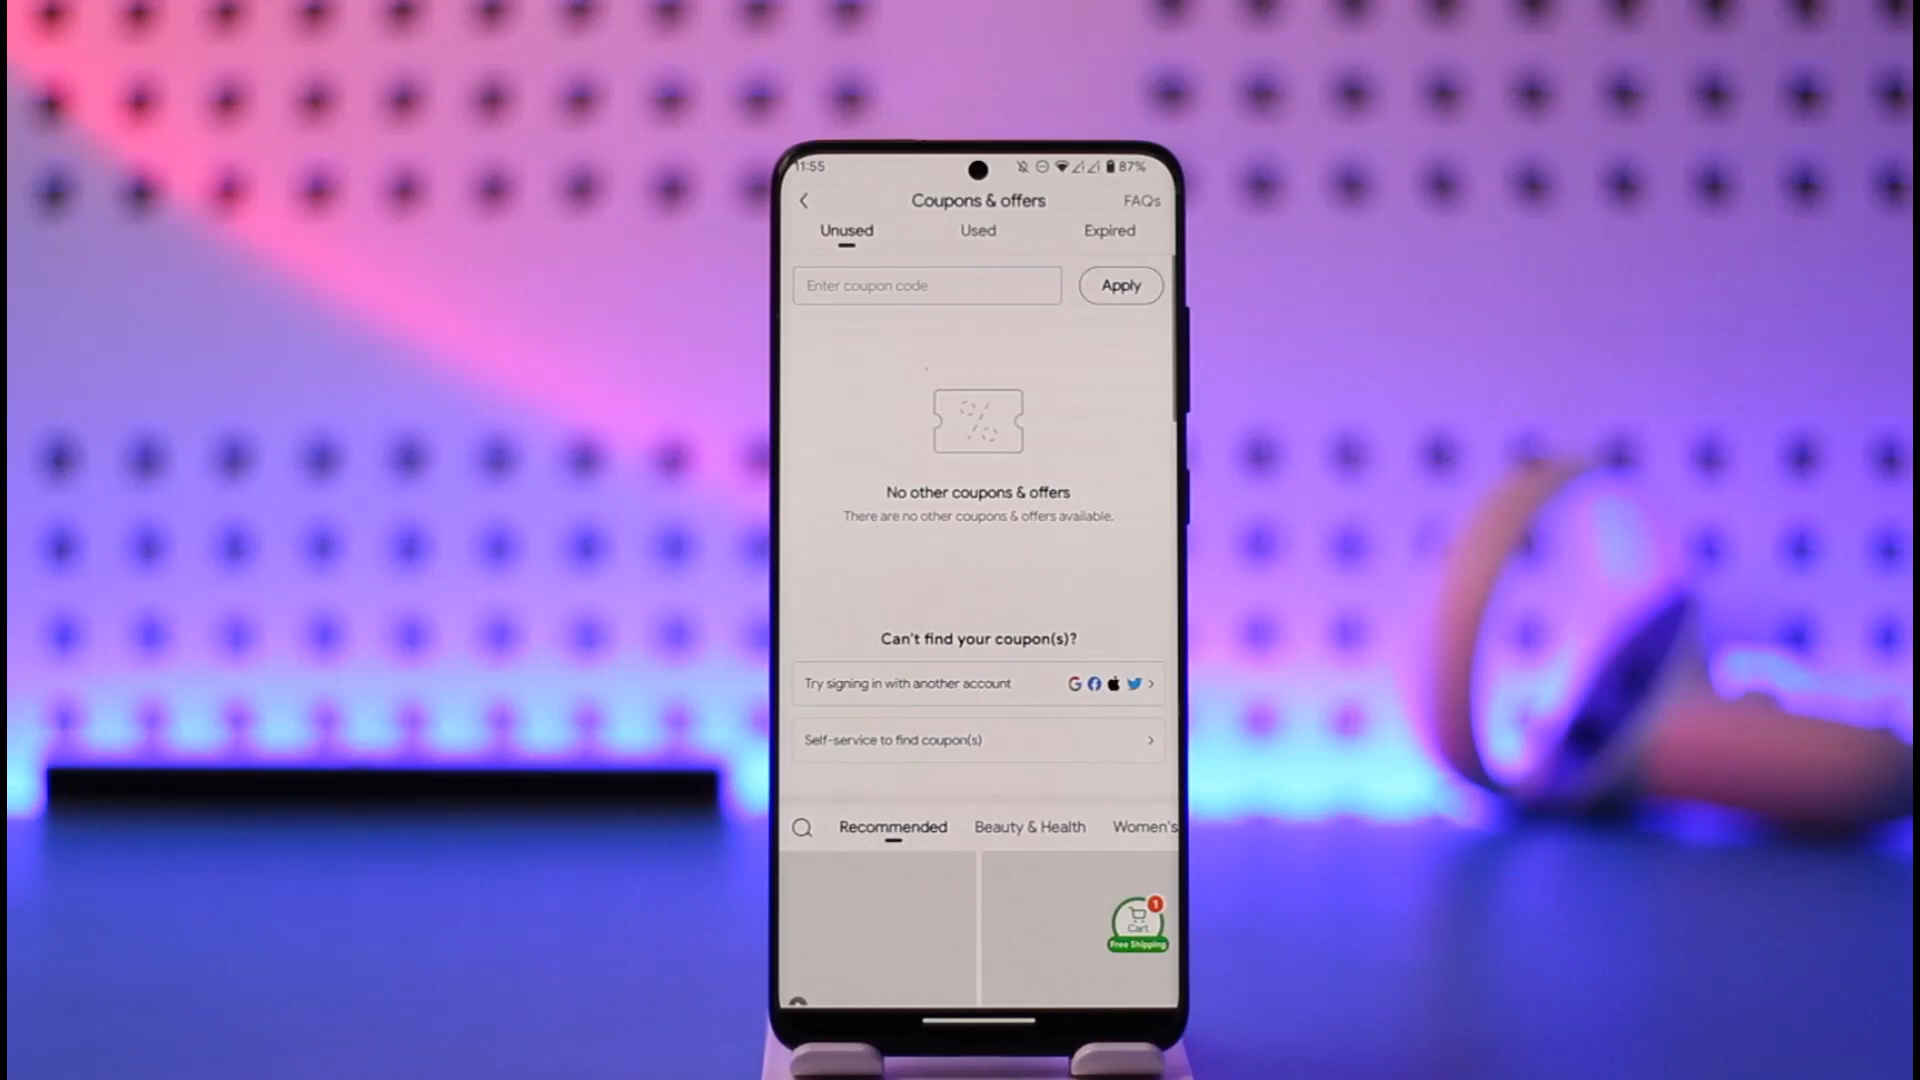 11:55
87%
Coupons & offers
FAQs
Unused
Used
Expired
Enter coupon code
Apply
No other coupons & offers
There are no other coupons & offers available.
Can't find your coupon(s)?
Try signing in with another account
Self-service to find coupon(s)
Recommended
Beauty & Health
Women's
1
Cart
Free Shipping